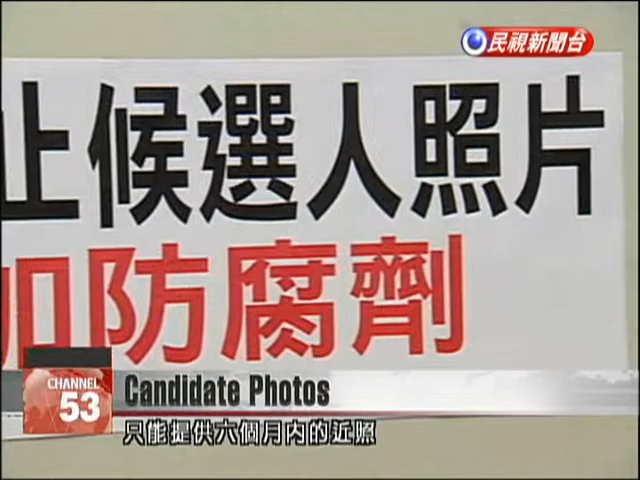 民視新聞台
止候選人照片
加防腐劑
CHANNEL
53
Candidate Photos
只能提供六個月內的近照